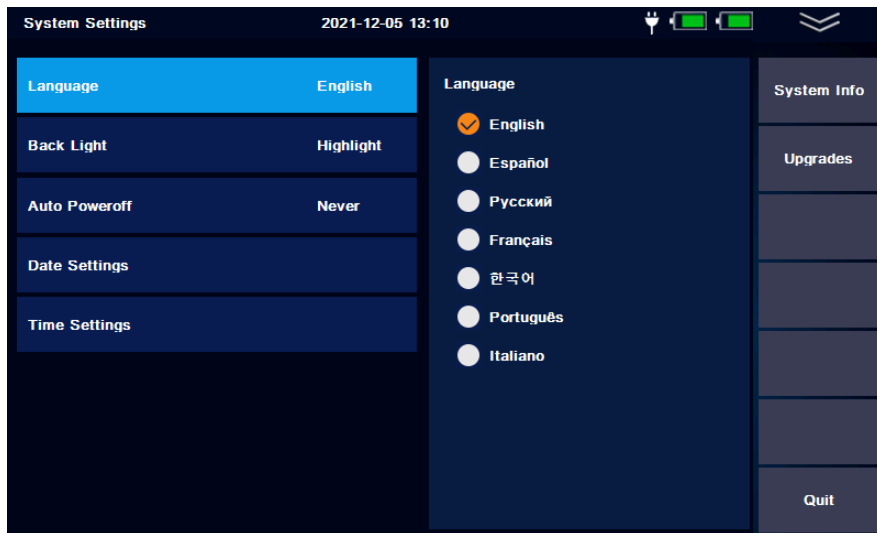 System Settings 2021-12-05 13:10
Language English
Back Light Highlight
Auto Poweroff Never
Date Settings
Time Settings
Language
English
Español
Русский
Français
한국어
Português
Italiano
System Info
Upgrades
Quit